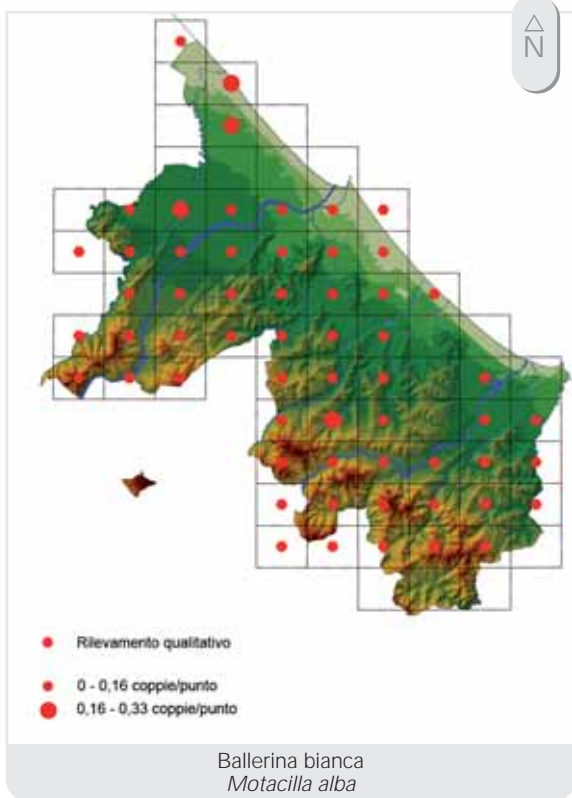 N
Rilevamento qualitativo
0 - 0,16 coppie/punto
0,16 - 0,33 coppie/punto
Ballerina bianca
Motacilla alba